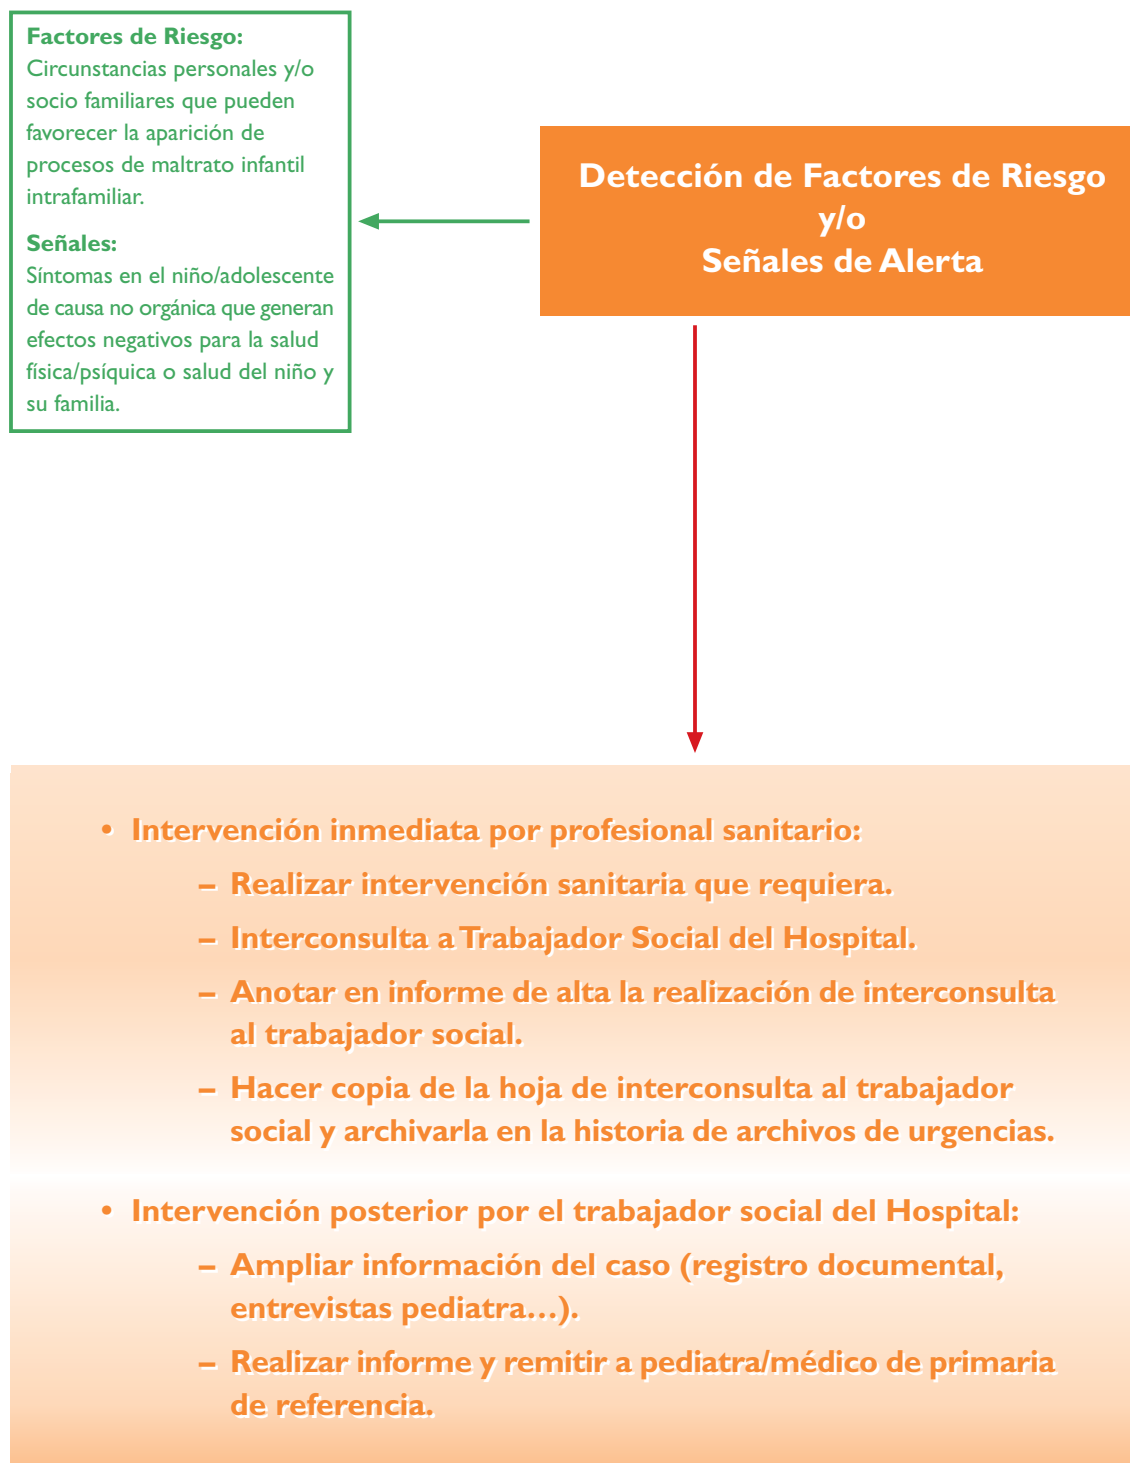 Factores de Riesgo:
Circunstancias personales y/o
socio familiares que pueden
favorecer la aparición de
procesos de maltrato infantil
intrafamiliar.
Señales:
Síntomas en el niño/adolescente
de causa no orgánica que generan
efectos negativos para la salud
física/psíquica o salud del niño y
su familia.
Detección de Factores de Riesgo
y/o
Señales de Alerta
• Intervención inmediata por profesional sanitario:
– Realizar intervención sanitaria que requiera.
– Interconsulta a Trabajador Social del Hospital.
– Anotar en informe de alta la realización de interconsulta
al trabajador social.
– Hacer copia de la hoja de interconsulta al trabajador
social y archivarla en la historia de archivos de urgencias.
• Intervención posterior por el trabajador social del Hospital:
– Ampliar información del caso (registro documental,
entrevistas pediatra…).
– Realizar informe y remitir a pediatra/médico de primaria
de referencia.